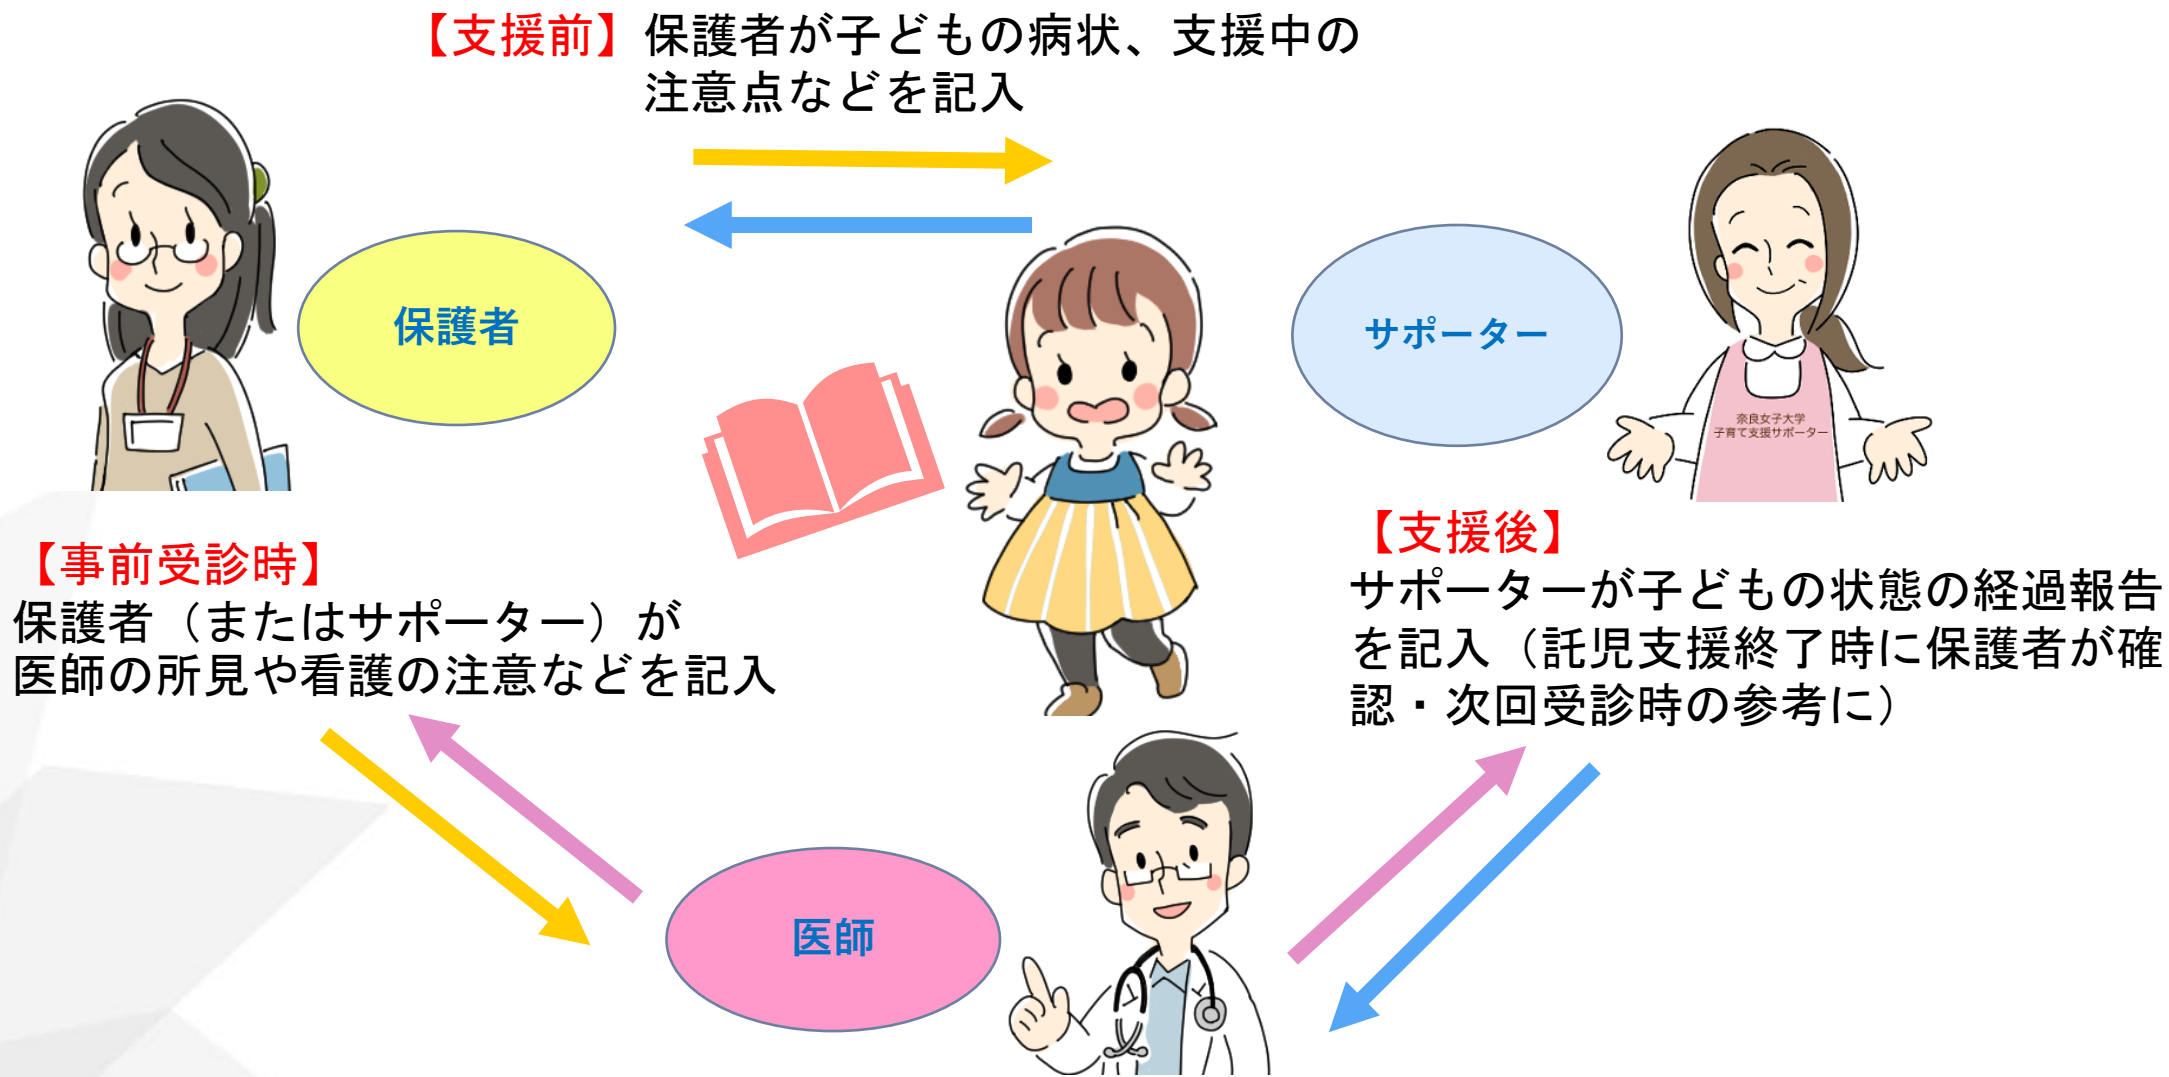 【支援前】保護者が子どもの病状、支援中の
注意点などを記入
保護者
サポーター
奈良女子大学
子育て支援サポーター
【事前受診時】
保護者（またはサポーター）が
医師の所見や看護の注意などを記入
【支援後】
サポーターが子どもの状態の経過報告
を記入（託児支援終了時に保護者が確
認・次回受診時の参考に）
医師